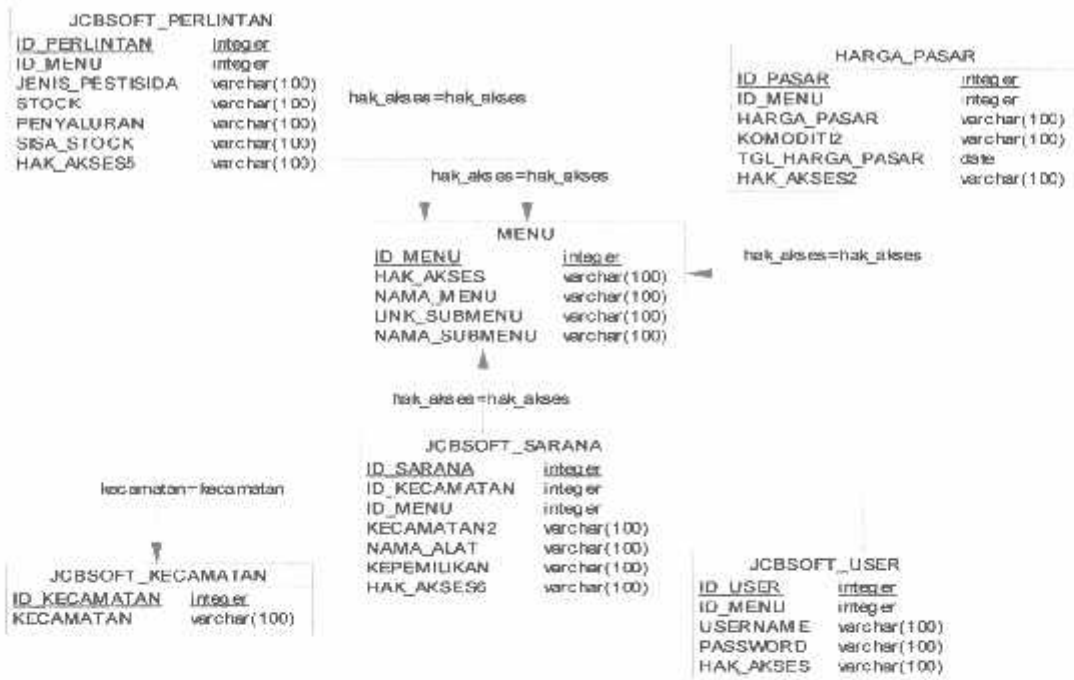 JCBSOFT_PERLINTAN
ID_PERLINTAN integer
ID_MENU integer
JENIS_PESTISIDA varchar(100)
STOCK varchar(100)
PENYALURAN varchar(100)
SISA_STOCK varchar(100)
HAK_AKSES5 varchar(100)
hak_akses=hak_akses
HARGA_PASAR
ID_PASAR integer
ID_MENU integer
HARGA_PASAR varchar(100)
KOMODITI2 varchar(100)
TGL_HARGA_PASAR date
HAK_AKSES2 varchar(100)
hak_akses=hak_akses
MENU
ID_MENU integer
HAK_AKSES varchar(100)
NAMA_MENU varchar(100)
LINK_SUBMENU varchar(100)
NAMA_SUBMENU varchar(100)
hak_akses=hak_akses
hak_akses=hak_akses
JCBSOFT_SARANA
ID_SARANA integer
ID_KECAMATAN integer
ID_MENU integer
KECAMATAN2 varchar(100)
NAMA_ALAT varchar(100)
KEPEMILIKAN varchar(100)
HAK_AKSES6 varchar(100)
kecamatan=kecamatan
JCBSOFT_KECAMATAN
ID_KECAMATAN integer
KECAMATAN varchar(100)
JCBSOFT_USER
ID_USER integer
ID_MENU integer
USERNAME varchar(100)
PASSWORD varchar(100)
HAK_AKSES varchar(100)